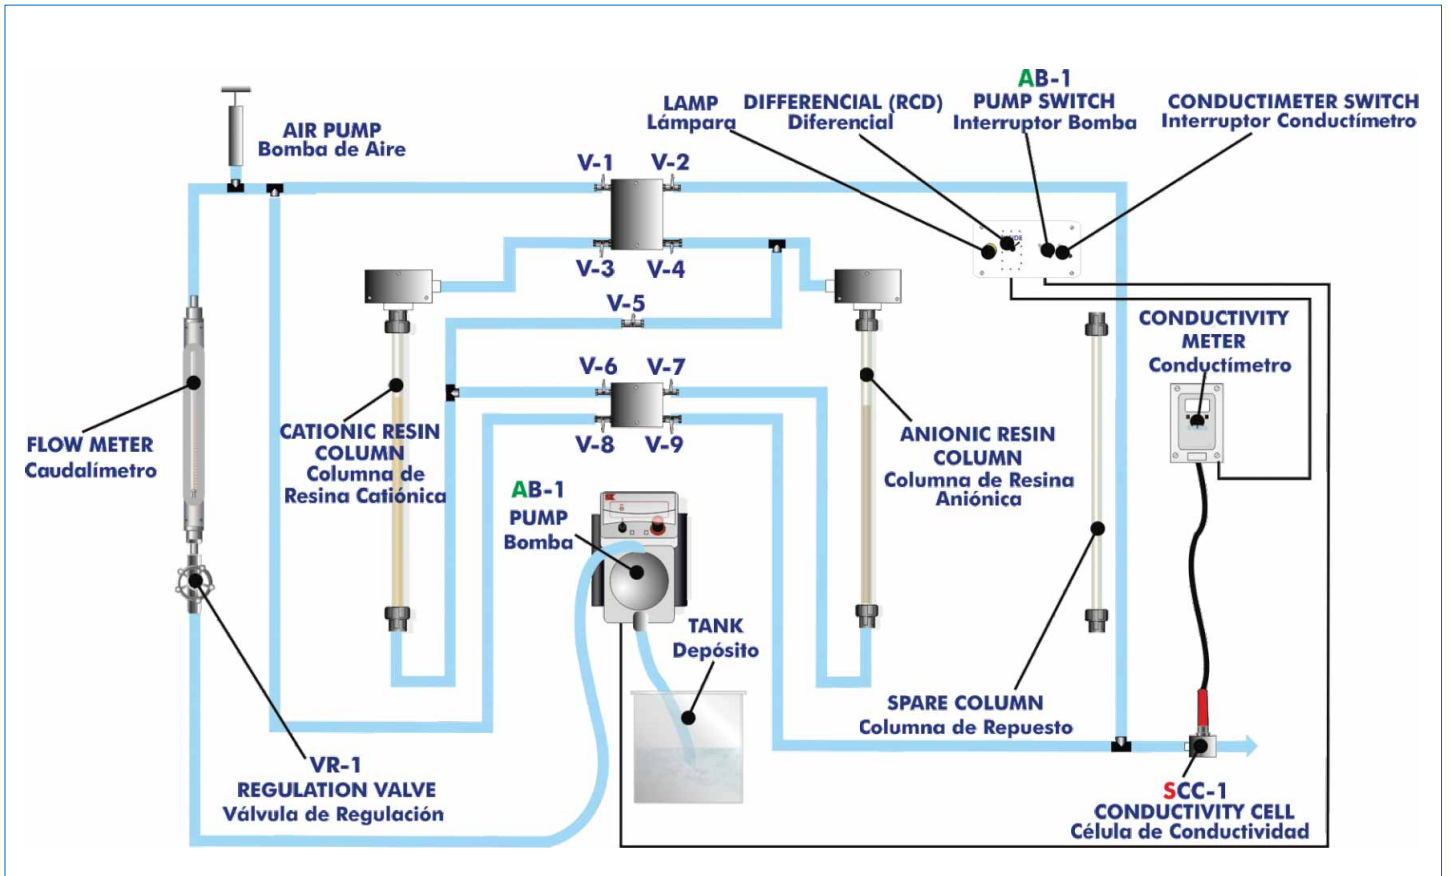 AB-1
LAMP
Lámpara
DIFFERENCIAL (RCD)
Diferencial
PUMP SWITCH
Interruptor Bomba
CONDUCTIMETER SWITCH
Interruptor Conductímetro
AIR PUMP
Bomba de Aire
V-1
V-2
V-3
V-4
V-5
CONDUCTIVITY
METER
Conductímetro
V-6
V-7
FLOW METER
Caudalímetro
CATIONIC RESIN
COLUMN
Columna de
Resina Catiónica
V-8
V-9
ANIONIC RESIN
COLUMN
Columna de Resina
Aniónica
AB-1
PUMP
Bomba
TANK
Depósito
SPARE COLUMN
Columna de Repuesto
VR-1
REGULATION VALVE
Válvula de Regulación
SCC-1
CONDUCTIVITY CELL
Célula de Conductividad